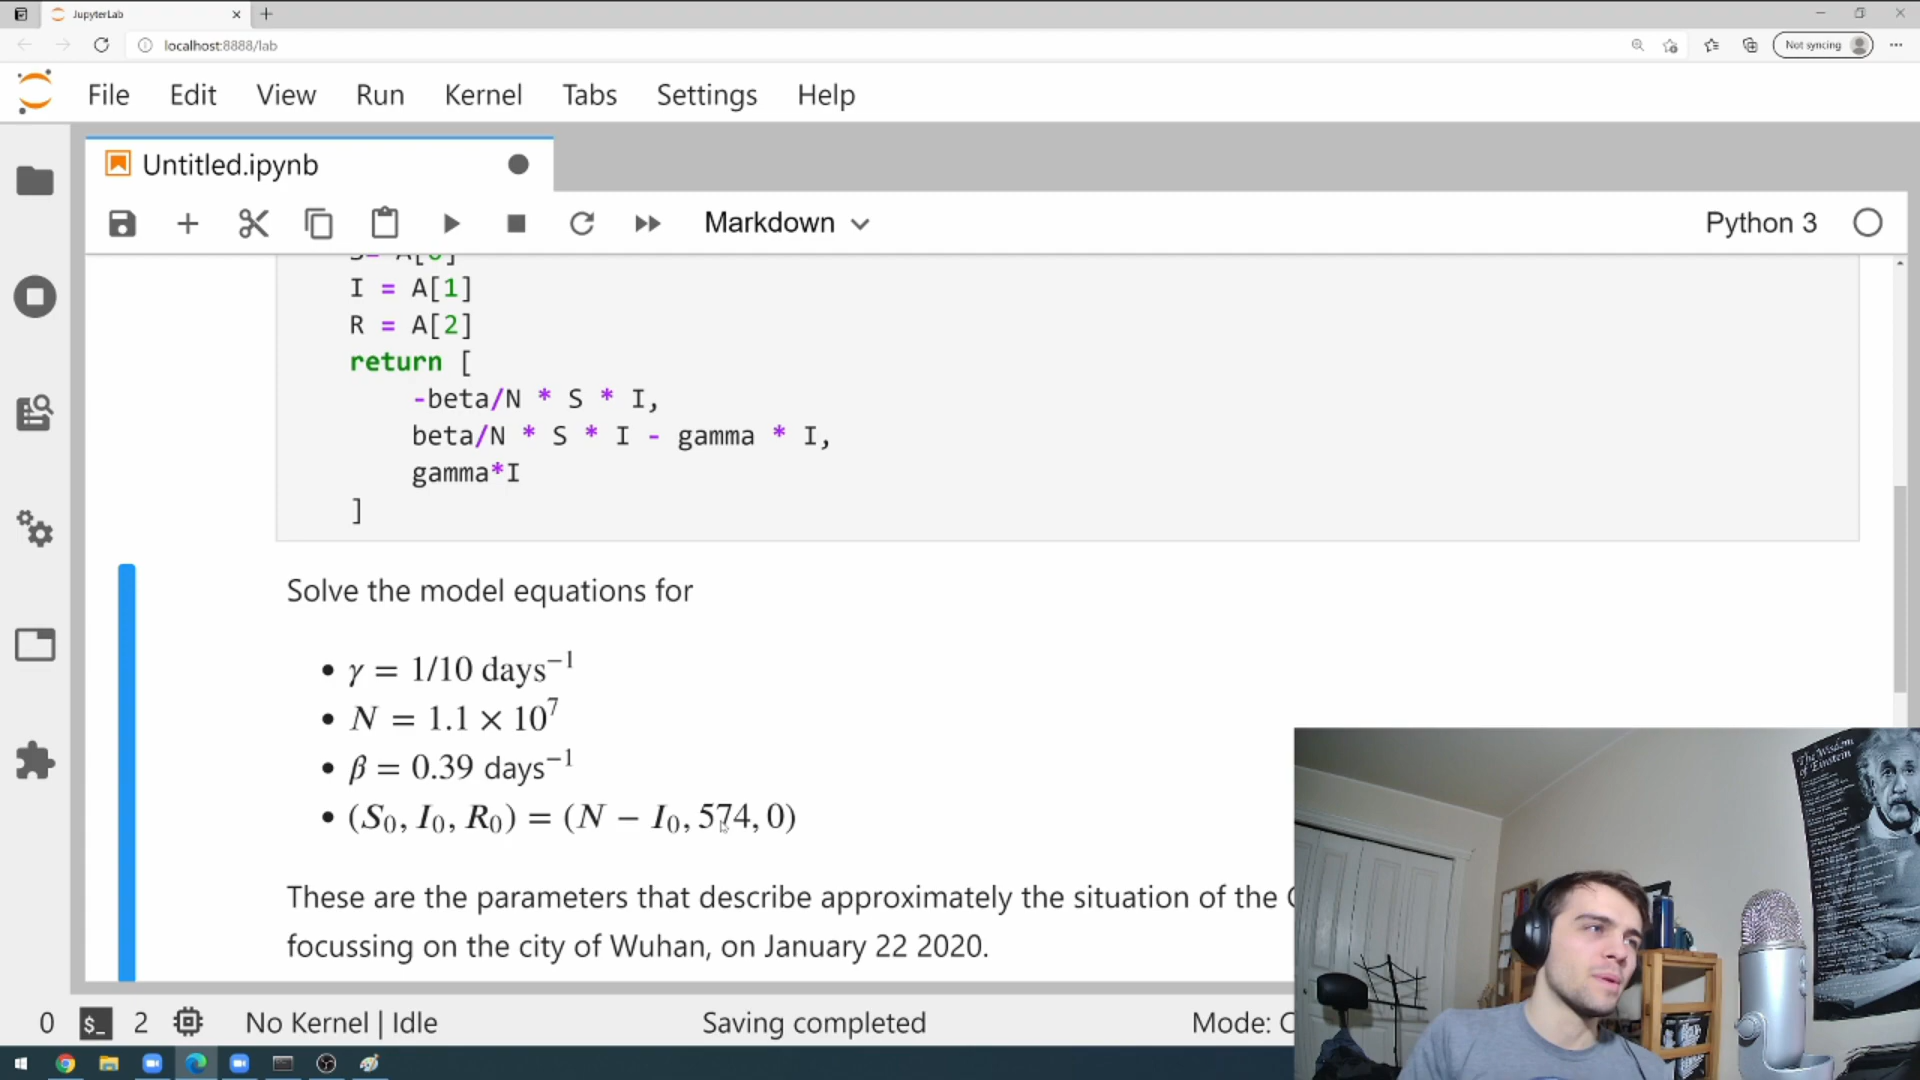 JupyterLab
localhost:8888/lab
Not syncing
File Edit View Run Kernel Tabs Settings Help
Untitled.ipynb
Markdown
Python 3
I = A[1]
R = A[2]
return [
-beta/N * S * I,
beta/N * S * I - gamma * I,
gamma*I
]
Solve the model equations for
• γ = 1/10 days⁻¹
• N = 1.1 × 10⁷
• β = 0.39 days⁻¹
• (S₀, I₀, R₀) = (N − I₀, 574, 0)
These are the parameters that describe approximately the situation of the
focussing on the city of Wuhan, on January 22 2020.
The Wisdom
of Einstein
0 $_ 2 No Kernel | Idle Saving completed Mode: C